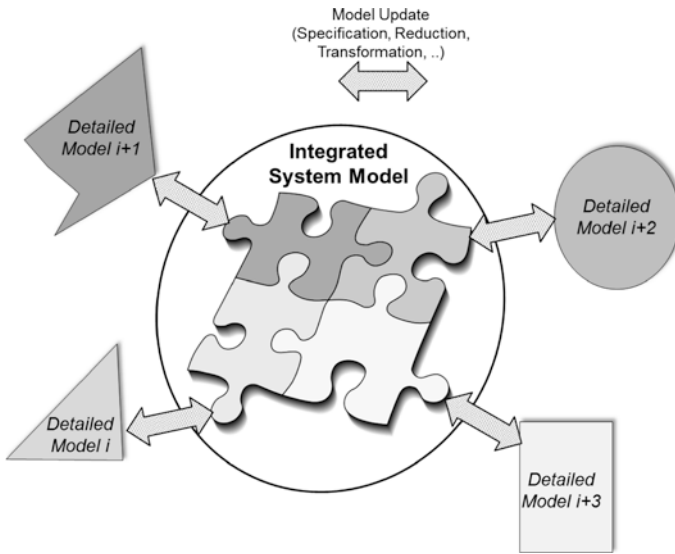 Model Update
(Specification, Reduction,
Transformation, ..)
Detailed
Model i+1
Integrated
System Model
Detailed
Model i+2
Detailed
Model i
Detailed
Model i+3